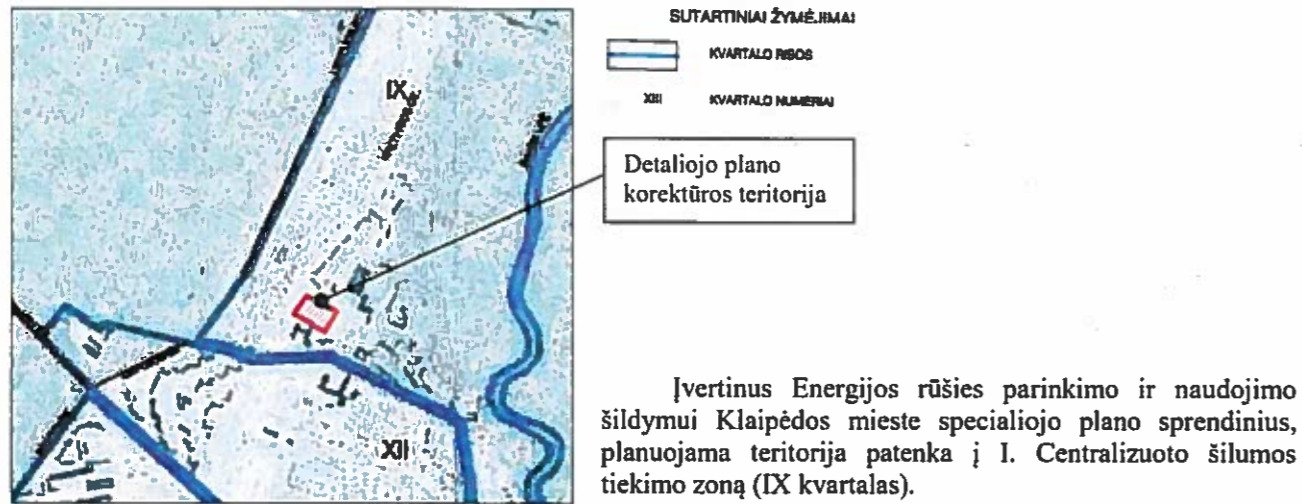 SUTARTINIAI ŽYMĖJIMAI
KVARTALO RIBOS
XIII KVARTALO NUMERIAI
IX
Detaliojo plano
korektūros teritorija
XII
Įvertinus Energijos rūšies parinkimo ir naudojimo
šildymui Klaipėdos mieste specialiojo plano sprendinius,
planuojama teritorija patenka į I. Centralizuoto šilumos
tiekimo zoną (IX kvartalas).